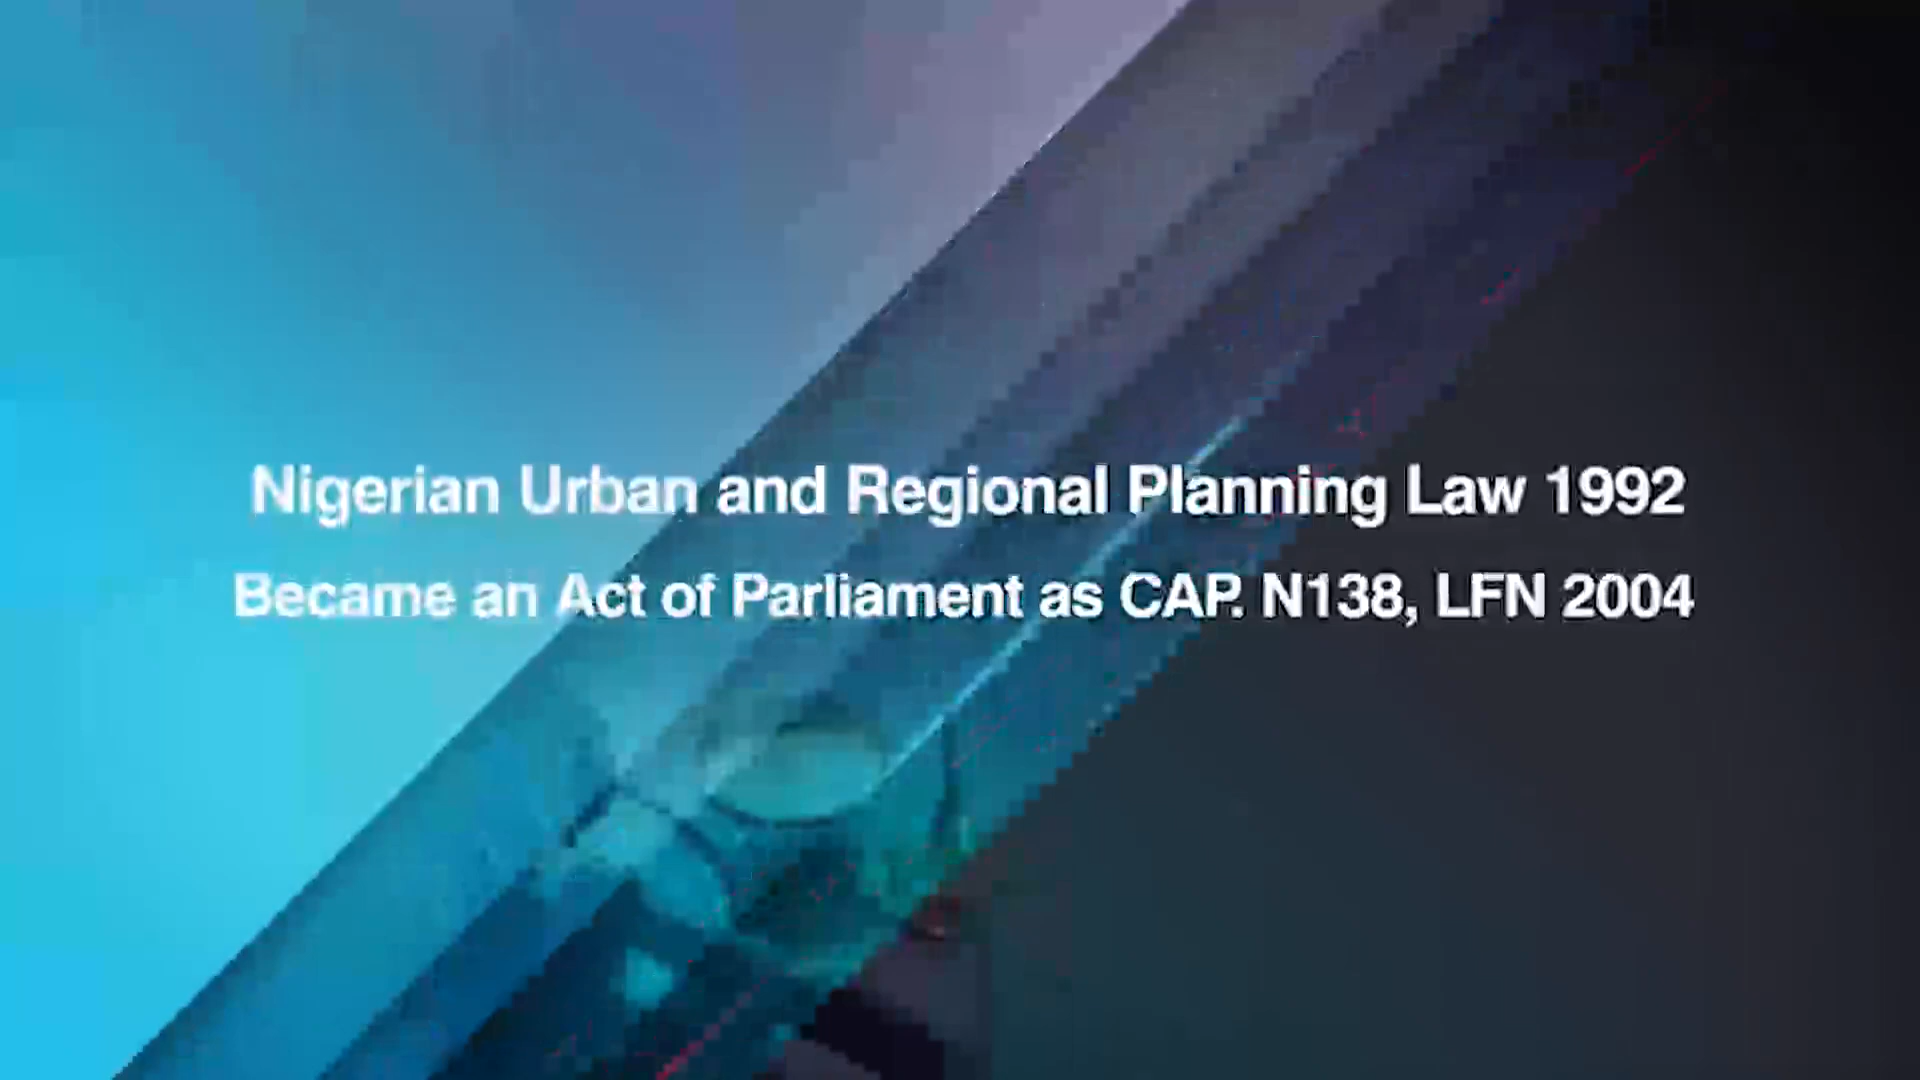 Nigerian Urban and Regional Planning Law 1992
Became an Act of Parliament as CAP. N138, LFN 2004